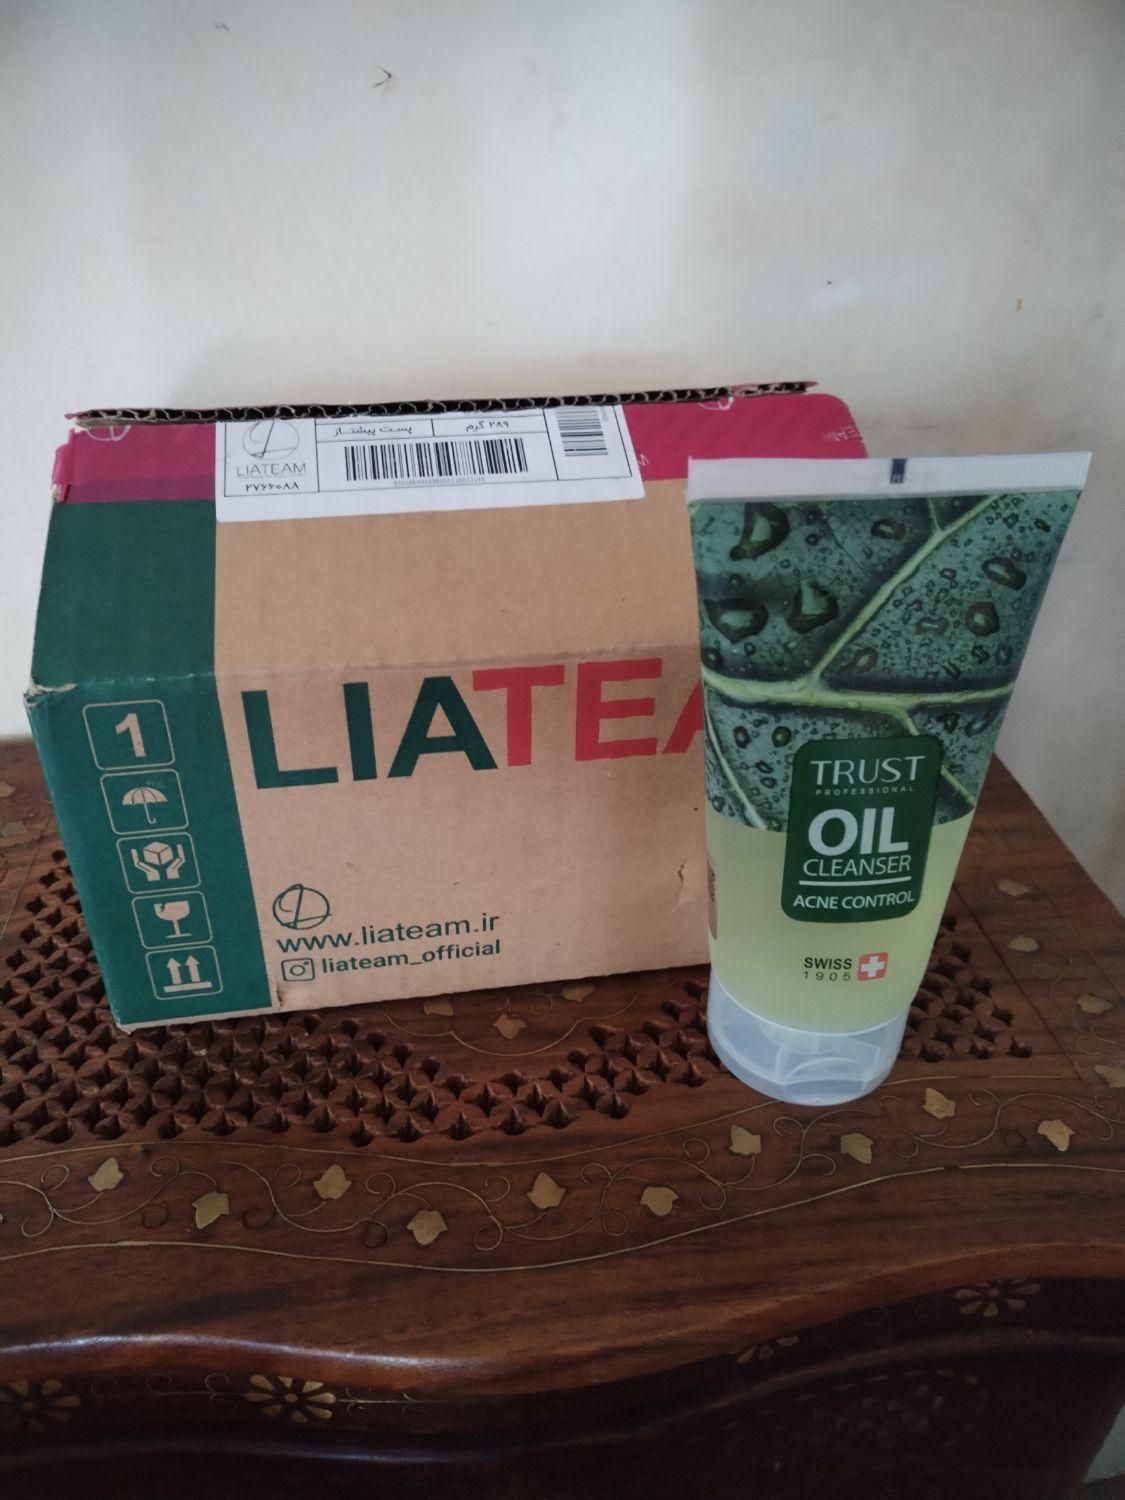 پست پیشتاز
۲۸۹ گرم
LIATEAM
۲۷۶۶۰۸۸
1
LIATEA
www.liateam.ir
liateam_official
TRUST
PROFESSIONAL
OIL
CLEANSER
ACNE CONTROL
SWISS
1905